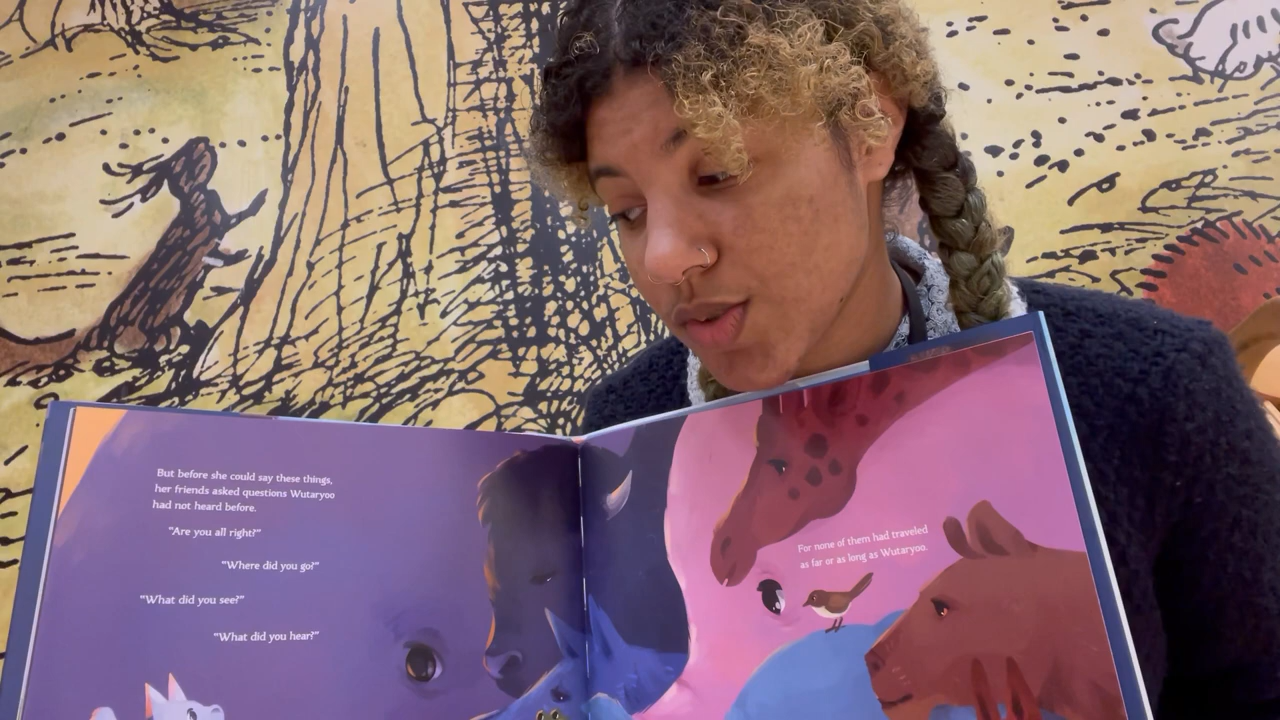 But before she could say these things,
her friends asked questions Wutaryoo
had not heard before.
"Are you all right?"
"Where did you go?"
"What did you see?"
"What did you hear?"
For none of them had traveled
as far or as long as Wutaryoo.